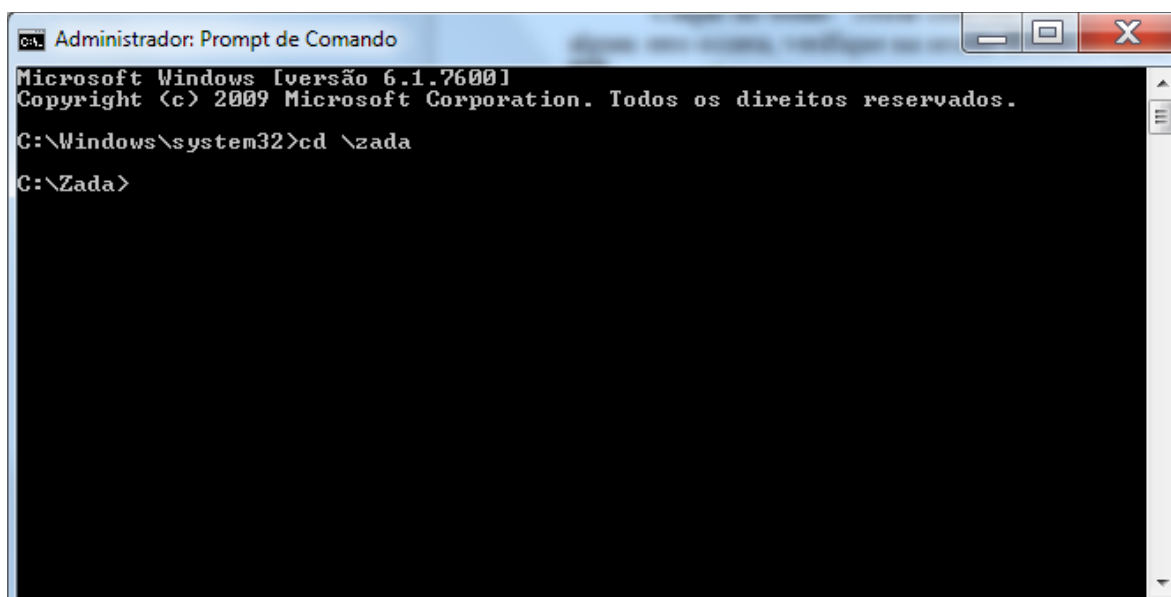 Administrador: Prompt de Comando
Microsoft Windows [versão 6.1.7600]
Copyright (c) 2009 Microsoft Corporation. Todos os direitos reservados.
C:\Windows\system32>cd \zada
C:\Zada>